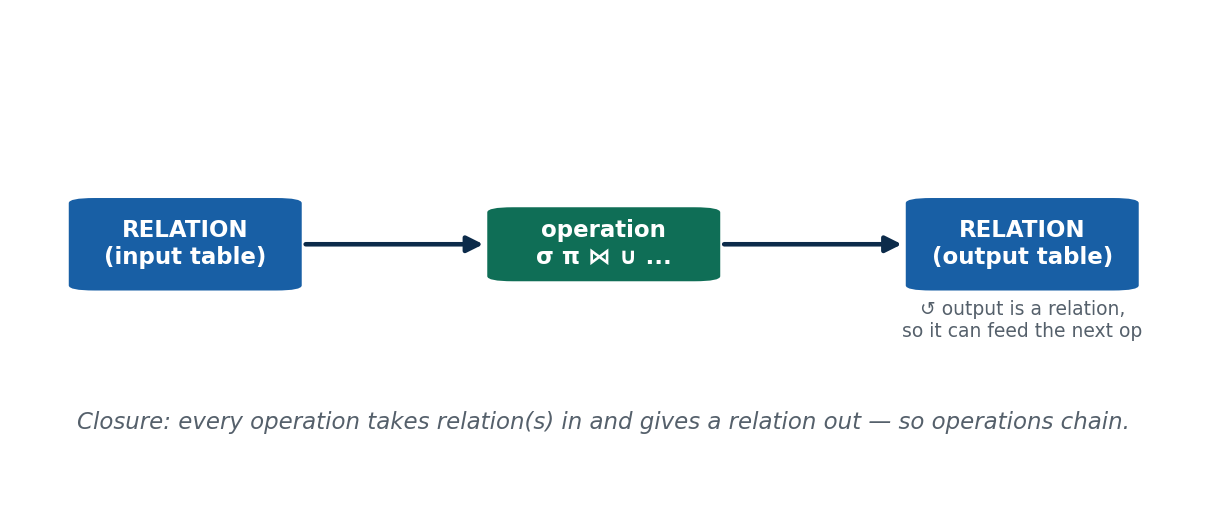 RELATION
(input table)
operation
σ π ⋈ ∪ ...
RELATION
(output table)
↺ output is a relation,
so it can feed the next op
Closure: every operation takes relation(s) in and gives a relation out — so operations chain.